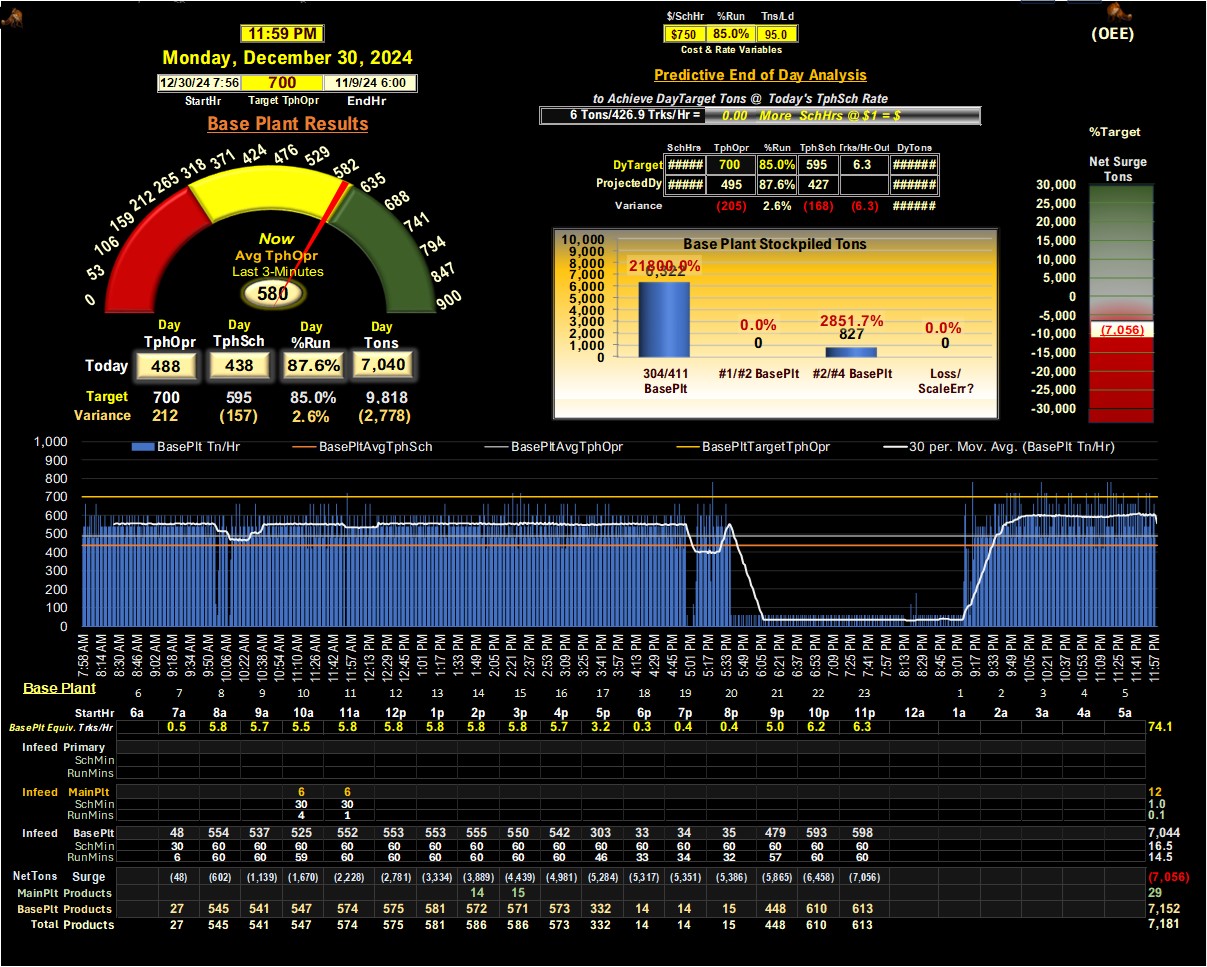 $/SchHr %Run Tns/Ld
11:59 PM
$750 85.0% 95.0
(OEE)
Cost & Rate Variables
Monday, December 30, 2024
Predictive End of Day Analysis
12/30/24 7:56 700 11/9/24 6:00
StartHr Target TphOpr EndHr
to Achieve DayTarget Tons @ Today's TphSch Rate
6 Tons/426.9 Trks/Hr = 0.00 More SchHrs @ $1 = $
Base Plant Results
%Target
SchHrs TphOpr %Run TphSch Trks/Hr-Out DyTons
DyTarget ##### 700 85.0% 595 6.3 ######
ProjectedDy ##### 495 87.6% 427 ######
Variance (205) 2.6% (168) (6.3) ######
Net Surge
Tons
30,000
25,000
20,000
15,000
10,000
5,000
0
-5,000
-10,000
-15,000
-20,000
-25,000
-30,000
(7,056)
0 53 106 159 212 265 318 371 424 476 529 582 635 688 741 794 847 900
Now
Avg TphOpr
Last 3-Minutes
580
Base Plant Stockpiled Tons
10,000
9,000
8,000
7,000
6,000
5,000
4,000
3,000
2,000
1,000
0
21800.0% 0.0% 2851.7% 0.0%
6,322 0 827 0
304/411 #1/#2 BasePlt #2/#4 BasePlt Loss/
BasePlt ScaleErr?
Day Day Day Day
TphOpr TphSch %Run Tons
Today 488 438 87.6% 7,040
Target 700 595 85.0% 9,818
Variance 212 (157) 2.6% (2,778)
BasePlt Tn/Hr BasePltAvgTphSch BasePltAvgTphOpr BasePltTargetTphOpr 30 per. Mov. Avg. (BasePlt Tn/Hr)
1,000
900
800
700
600
500
400
300
200
100
0
7:58 AM 8:14 AM 8:30 AM 8:46 AM 9:02 AM 9:18 AM 9:34 AM 9:50 AM 10:06 AM 10:22 AM 10:38 AM 10:54 AM 11:10 AM 11:26 AM 11:42 AM 11:57 AM 12:13 PM 12:29 PM 12:45 PM 1:01 PM 1:17 PM 1:33 PM 1:49 PM 2:05 PM 2:21 PM 2:37 PM 2:53 PM 3:09 PM 3:25 PM 3:41 PM 3:57 PM 4:13 PM 4:29 PM 4:45 PM 5:01 PM 5:17 PM 5:33 PM 5:49 PM 6:05 PM 6:21 PM 6:37 PM 6:53 PM 7:09 PM 7:25 PM 7:41 PM 7:57 PM 8:13 PM 8:29 PM 8:45 PM 9:01 PM 9:17 PM 9:33 PM 9:49 PM 10:05 PM 10:21 PM 10:37 PM 10:53 PM 11:09 PM 11:25 PM 11:41 PM 11:57 PM
Base Plant 6 7 8 9 10 11 12 13 14 15 16 17 18 19 20 21 22 23 1 2 3 4 5
StartHr 6a 7a 8a 9a 10a 11a 12p 1p 2p 3p 4p 5p 6p 7p 8p 9p 10p 11p 12a 1a 2a 3a 4a 5a
BasePlt Equiv. Trks/Hr 0.5 5.8 5.7 5.5 5.8 5.8 5.8 5.8 5.8 5.7 3.2 0.3 0.4 0.4 5.0 6.2 6.3 74.1
Infeed Primary
SchMin
RunMins
Infeed MainPlt 6 6 12
SchMin 30 30 1.0
RunMins 4 1 0.1
Infeed BasePlt 48 554 537 525 552 553 553 555 550 542 303 33 34 35 479 593 598 7,044
SchMin 30 60 60 60 60 60 60 60 60 60 60 60 60 60 60 60 60 16.5
RunMins 6 60 60 59 60 60 60 60 60 60 46 33 34 32 57 60 60 14.5
NetTons Surge (48) (602) (1,139) (1,670) (2,228) (2,781) (3,334) (3,889) (4,439) (4,981) (5,284) (5,317) (5,351) (5,386) (5,865) (6,458) (7,056) (7,056)
MainPlt Products 14 15 29
BasePlt Products 27 545 541 547 574 575 581 572 571 573 332 14 14 15 448 610 613 7,152
Total Products 27 545 541 547 574 575 581 586 586 573 332 14 14 15 448 610 613 7,181